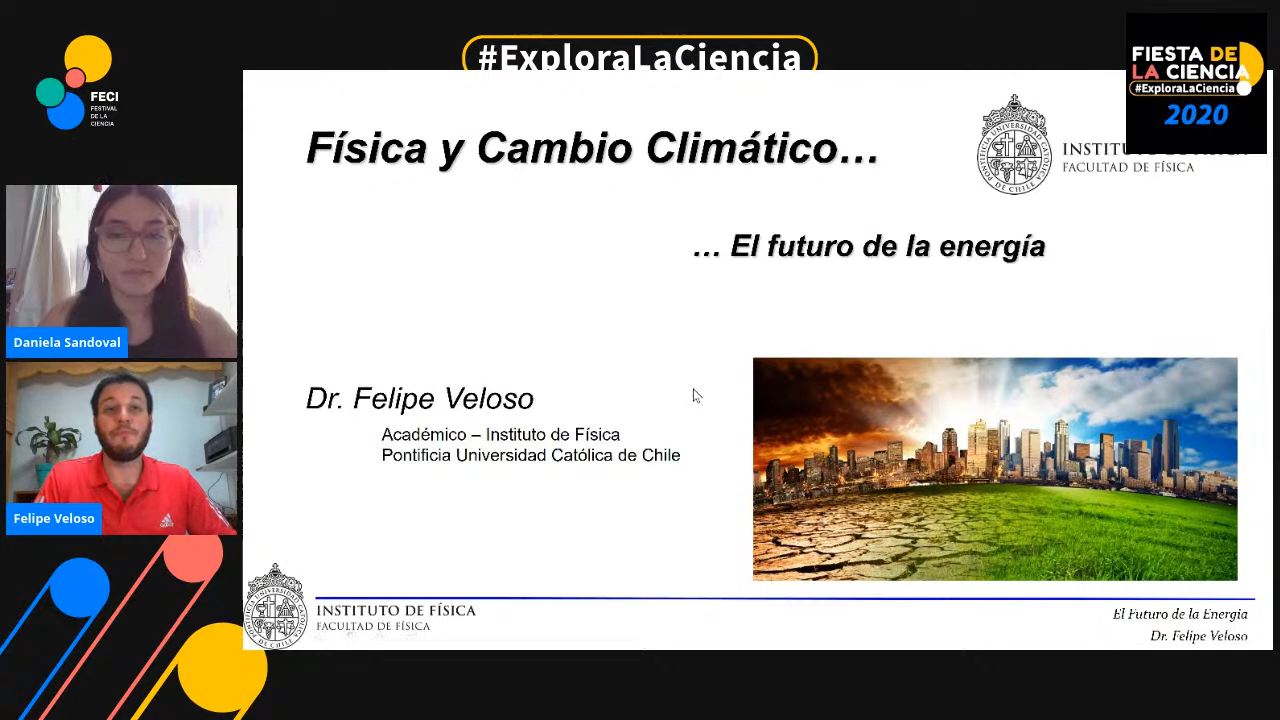 #ExploraLaCiencia
FIESTA DE
LA CIENCIA
#ExploraLaCiencia
2020
FECI
FESTIVAL
DE LA
CIENCIA
Física y Cambio Climático…
INSTITUTO DE FÍSICA
FACULTAD DE FÍSICA
… El futuro de la energía
Daniela Sandoval
Felipe Veloso
Dr. Felipe Veloso
Académico – Instituto de Física
Pontificia Universidad Católica de Chile
INSTITUTO DE FÍSICA
FACULTAD DE FÍSICA
El Futuro de la Energia
Dr. Felipe Veloso